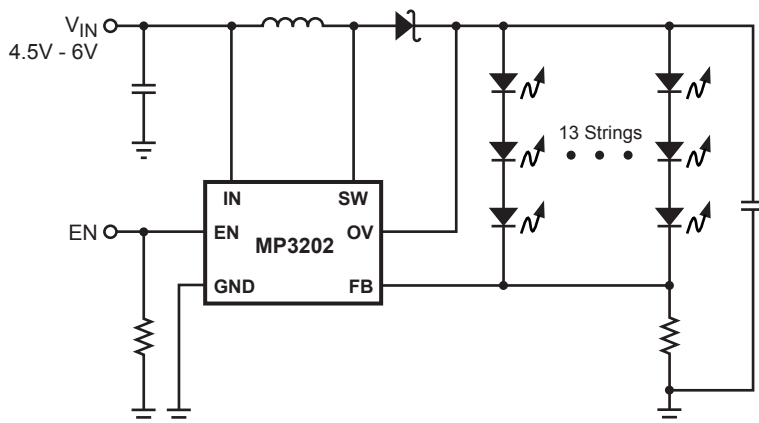 VIN
4.5V - 6V
13 Strings
IN
SW
EN
EN
MP3202
OV
GND
FB